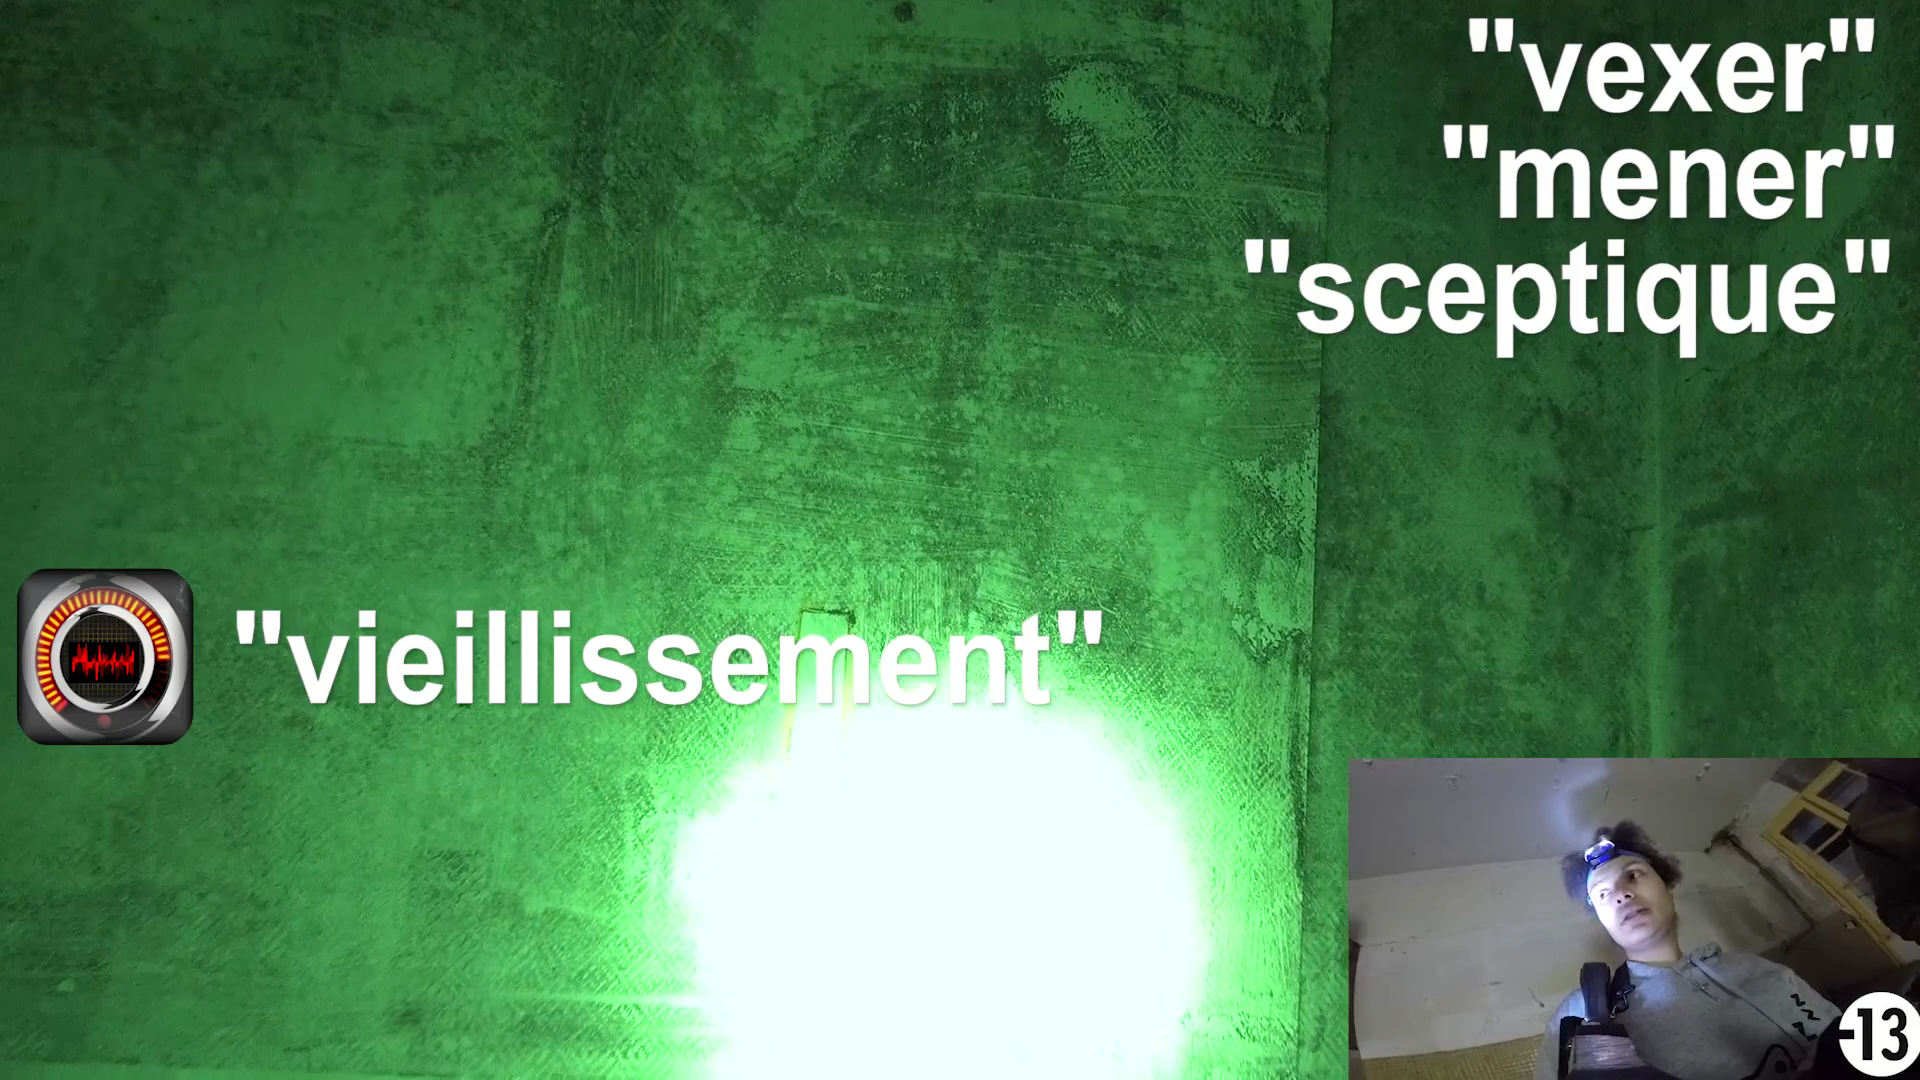 "vexer"
"mener"
"sceptique"
"vieillissement"
-13